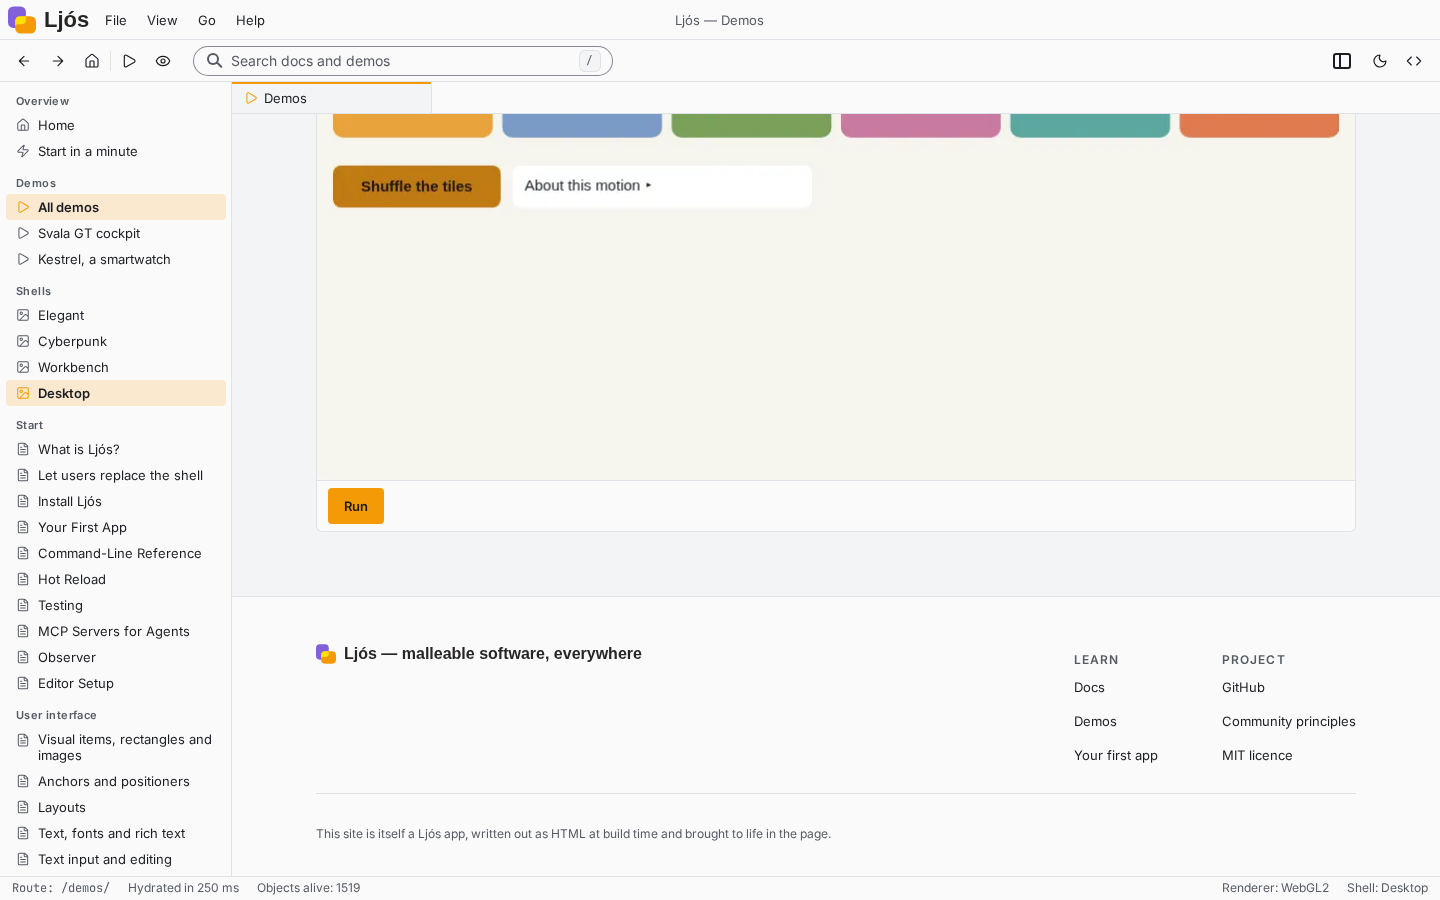 Ljós
File
View
Go
Help
Ljós — Demos
Search docs and demos
/
Overview
Home
Start in a minute
Demos
All demos
Svala GT cockpit
Kestrel, a smartwatch
Shells
Elegant
Cyberpunk
Workbench
Desktop
Start
What is Ljós?
Let users replace the shell
Install Ljós
Your First App
Command-Line Reference
Hot Reload
Testing
MCP Servers for Agents
Observer
Editor Setup
User interface
Visual items, rectangles and
images
Anchors and positioners
Layouts
Text, fonts and rich text
Text input and editing
Demos
Shuffle the tiles
About this motion ‣
Run
Ljós — malleable software, everywhere
LEARN
Docs
Demos
Your first app
PROJECT
GitHub
Community principles
MIT licence
This site is itself a Ljós app, written out as HTML at build time and brought to life in the page.
Route: /demos/
Hydrated in 250 ms
Objects alive: 1519
Renderer: WebGL2
Shell: Desktop